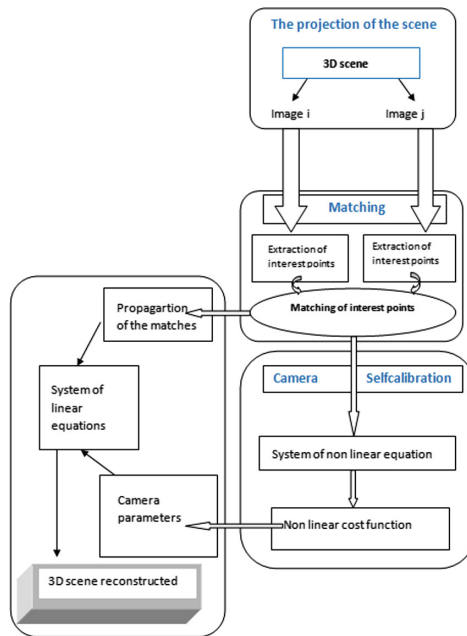 The projection of the scene
3D scene
Image i
Image j
Matching
Extraction of
interest points
Extraction of
interest points
Matching of interest points
Propagartion
of the matches
Camera Selfcalibration
System of
linear
equations
System of non linear equation
Camera
parameters
Non linear cost function
3D scene reconstructed